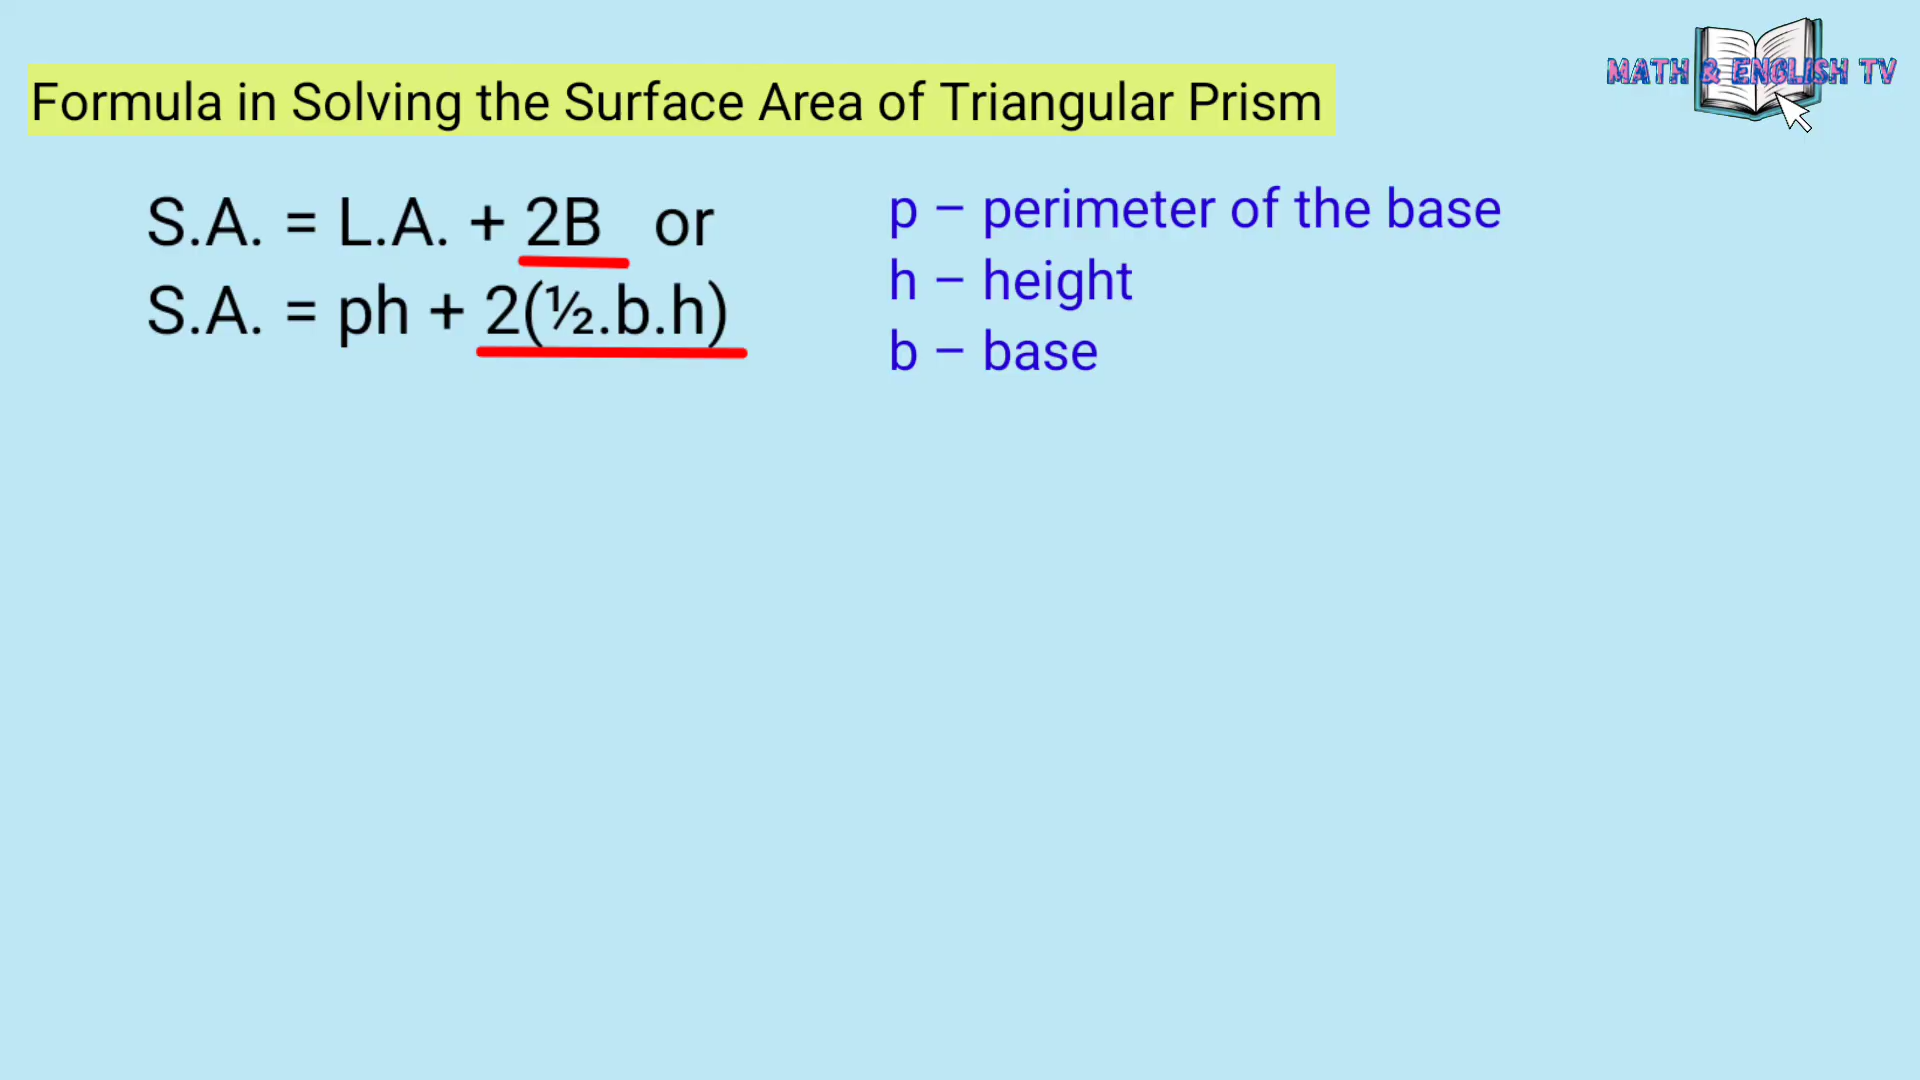 MATH & ENGLISH TV
Formula in Solving the Surface Area of Triangular Prism
S.A. = L.A. + 2B or
S.A. = ph + 2(½.b.h)
p – perimeter of the base
h – height
b – base